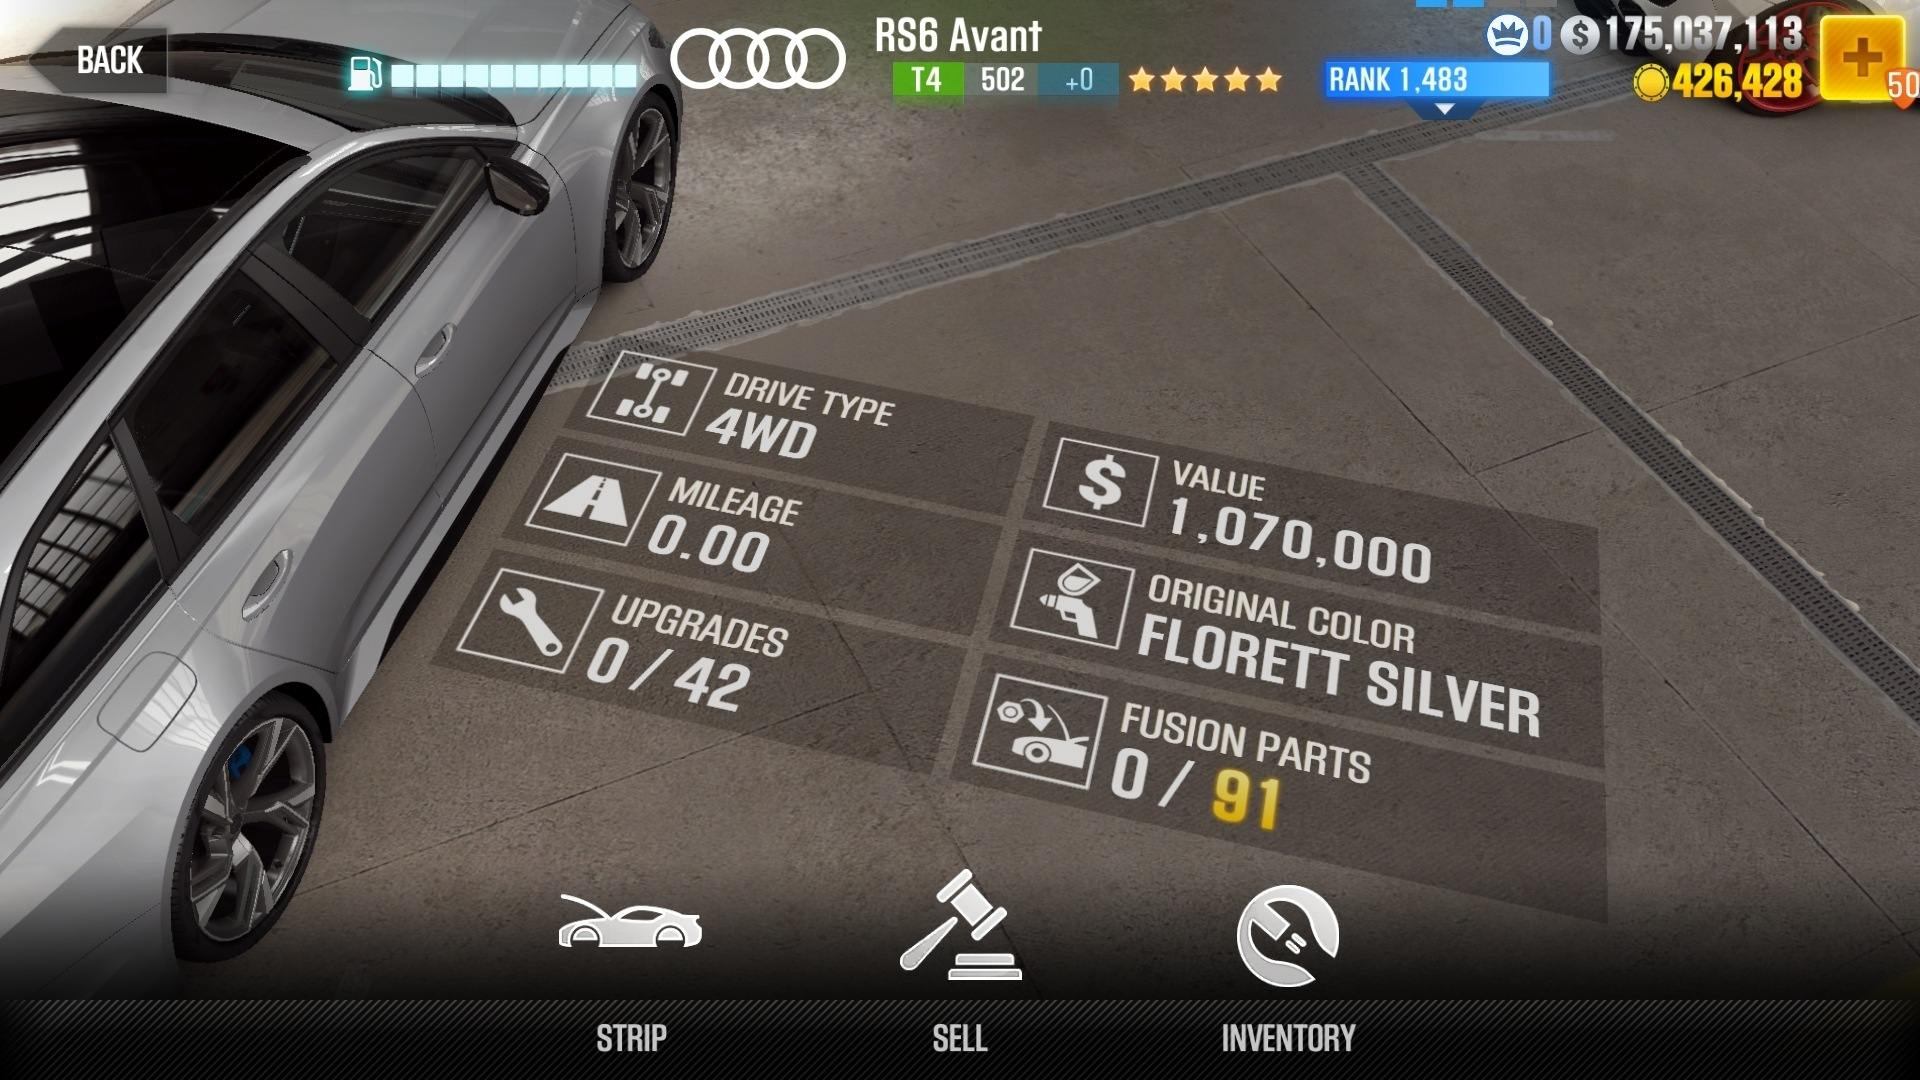 BACK
RS6 Avant
T4 502 +0
RANK 1,483
0 $ 175,037,113
426,428
50
DRIVE TYPE
4WD
MILEAGE
0.00
UPGRADES
0 / 42
$ VALUE
1,070,000
ORIGINAL COLOR
FLORETT SILVER
FUSION PARTS
0 / 91
STRIP
SELL
INVENTORY